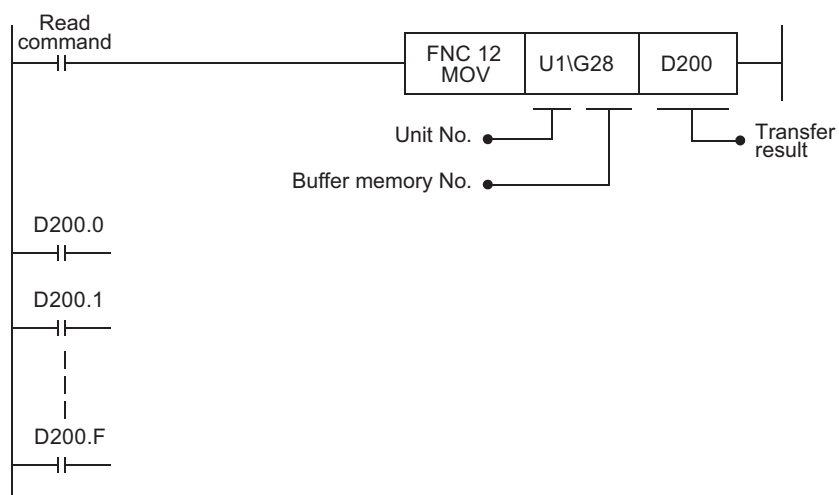 Read
command
FNC 12
MOV
U1\G28
D200
Unit No.
Transfer
result
Buffer memory No.
D200.0
D200.1
D200.F